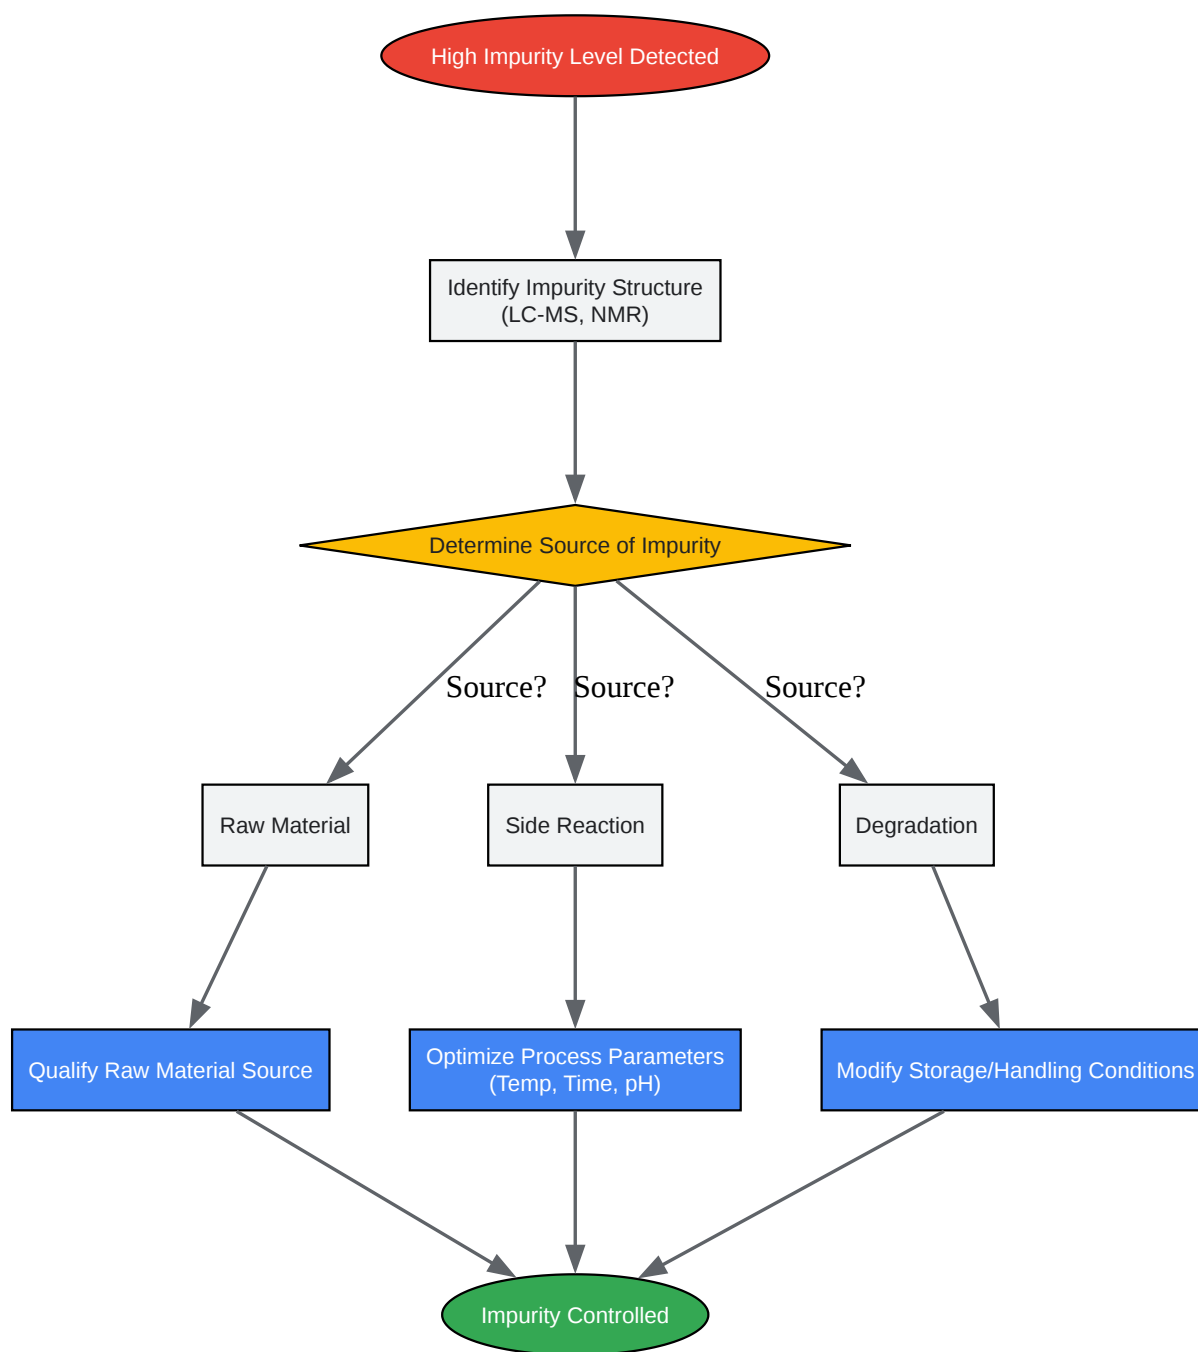 High Impurity Level Detected
Identify Impurity Structure
(LC-MS, NMR)
Determine Source of Impurity
Source?
Source?
Source?
Raw Material
Side Reaction
Degradation
Qualify Raw Material Source
Optimize Process Parameters
(Temp, Time, pH)
Modify Storage/Handling Conditions
Impurity Controlled